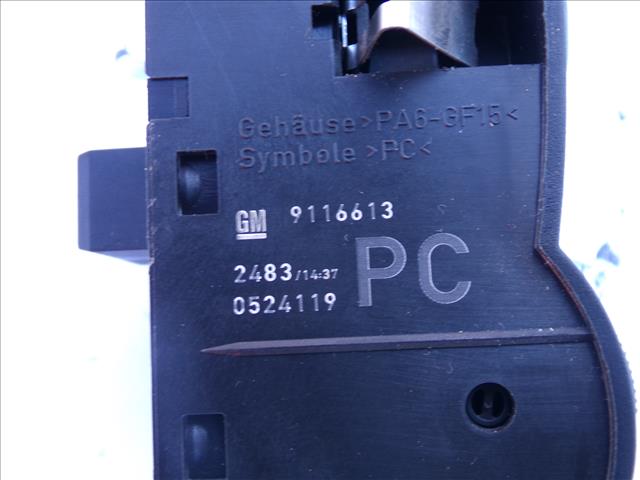 Gehäuse >PA6-GF15<
Symbole >PC<
GM 9116613
2483/14:37
0524119
PC